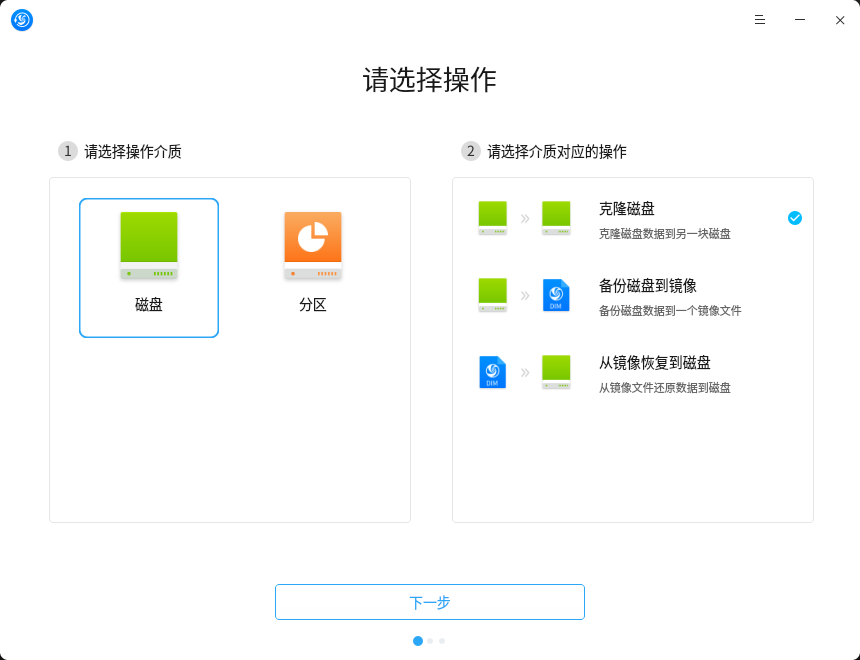 请选择操作
1 请选择操作介质
磁盘
分区
2 请选择介质对应的操作
克隆磁盘
克隆磁盘数据到另一块磁盘
DIM
备份磁盘到镜像
备份磁盘数据到一个镜像文件
DIM
从镜像恢复到磁盘
从镜像文件还原数据到磁盘
下一步